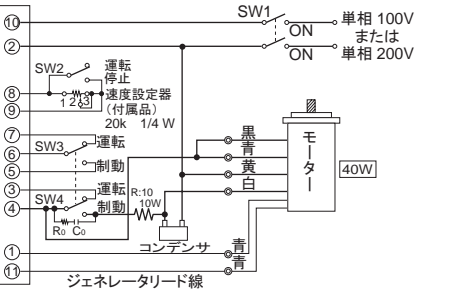 SW1
⑩ ON 単相 100V
または
② ON 単相 200V
SW2 運転
停止
⑧ 速度設定器
1 2 3
⑨ (付属品)
20k 1/4 W
⑦ 運転
⑥ SW3
⑤ 制動
③ 運転
④ SW4 制動
R:10
10W
R₀ C₀
コンデンサ
黒
青
黄
白
モーター
40W
① 青
⑪ 青
ジェネレータリード線